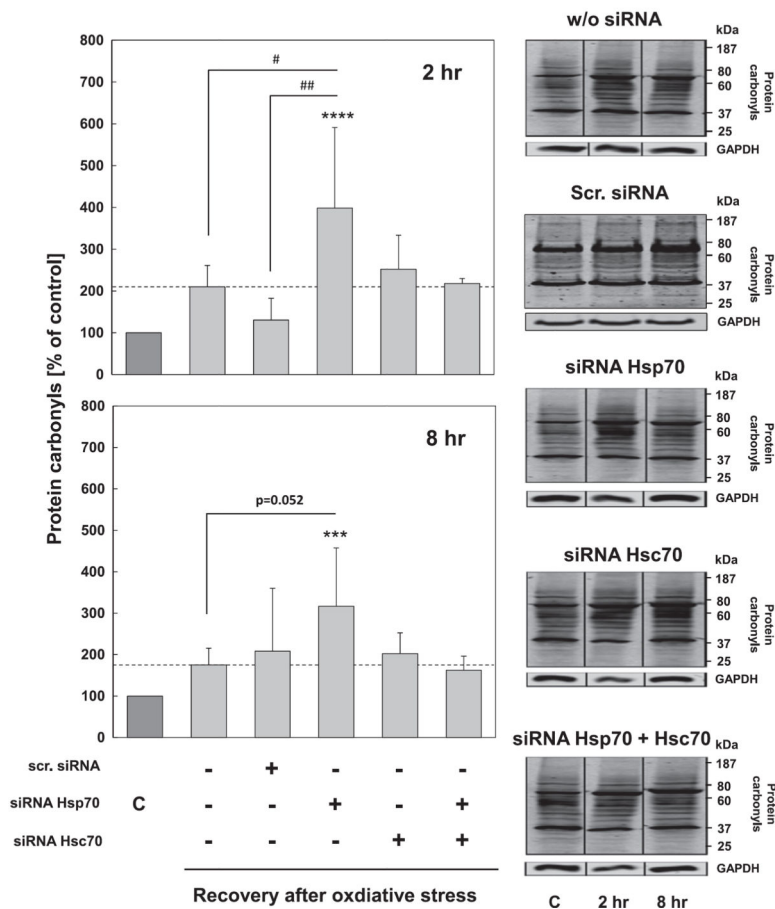 Protein carbonyls [% of control]
800
700
600
500
400
300
200
100
0
2 hr
#
##
****
800
700
600
500
400
300
200
100
0
8 hr
p=0.052
***
scr. siRNA - + - - -
siRNA Hsp70 C - - + - +
siRNA Hsc70 - - - + +
Recovery after oxdiative stress
w/o siRNA
kDa
187
80
60
37
25
Protein carbonyls
GAPDH
Scr. siRNA
kDa
187
80
60
37
25
Protein carbonyls
GAPDH
siRNA Hsp70
kDa
187
80
60
37
25
Protein carbonyls
GAPDH
siRNA Hsc70
kDa
187
80
60
37
25
Protein carbonyls
GAPDH
siRNA Hsp70 + Hsc70
kDa
187
80
60
37
25
Protein carbonyls
GAPDH
C 2 hr 8 hr